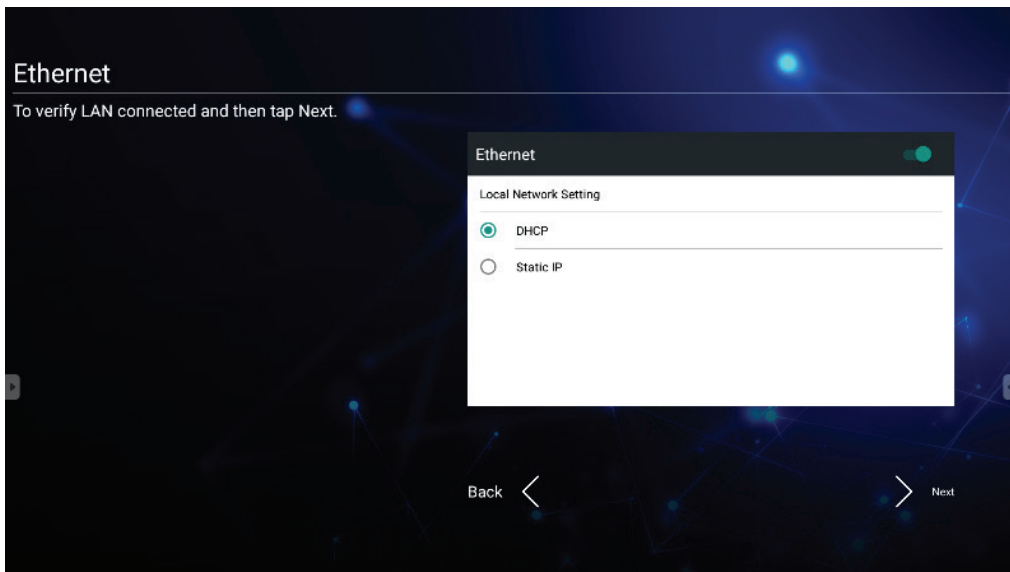 Ethernet
To verify LAN connected and then tap Next.
Ethernet
Local Network Setting
DHCP
Static IP
Back
Next